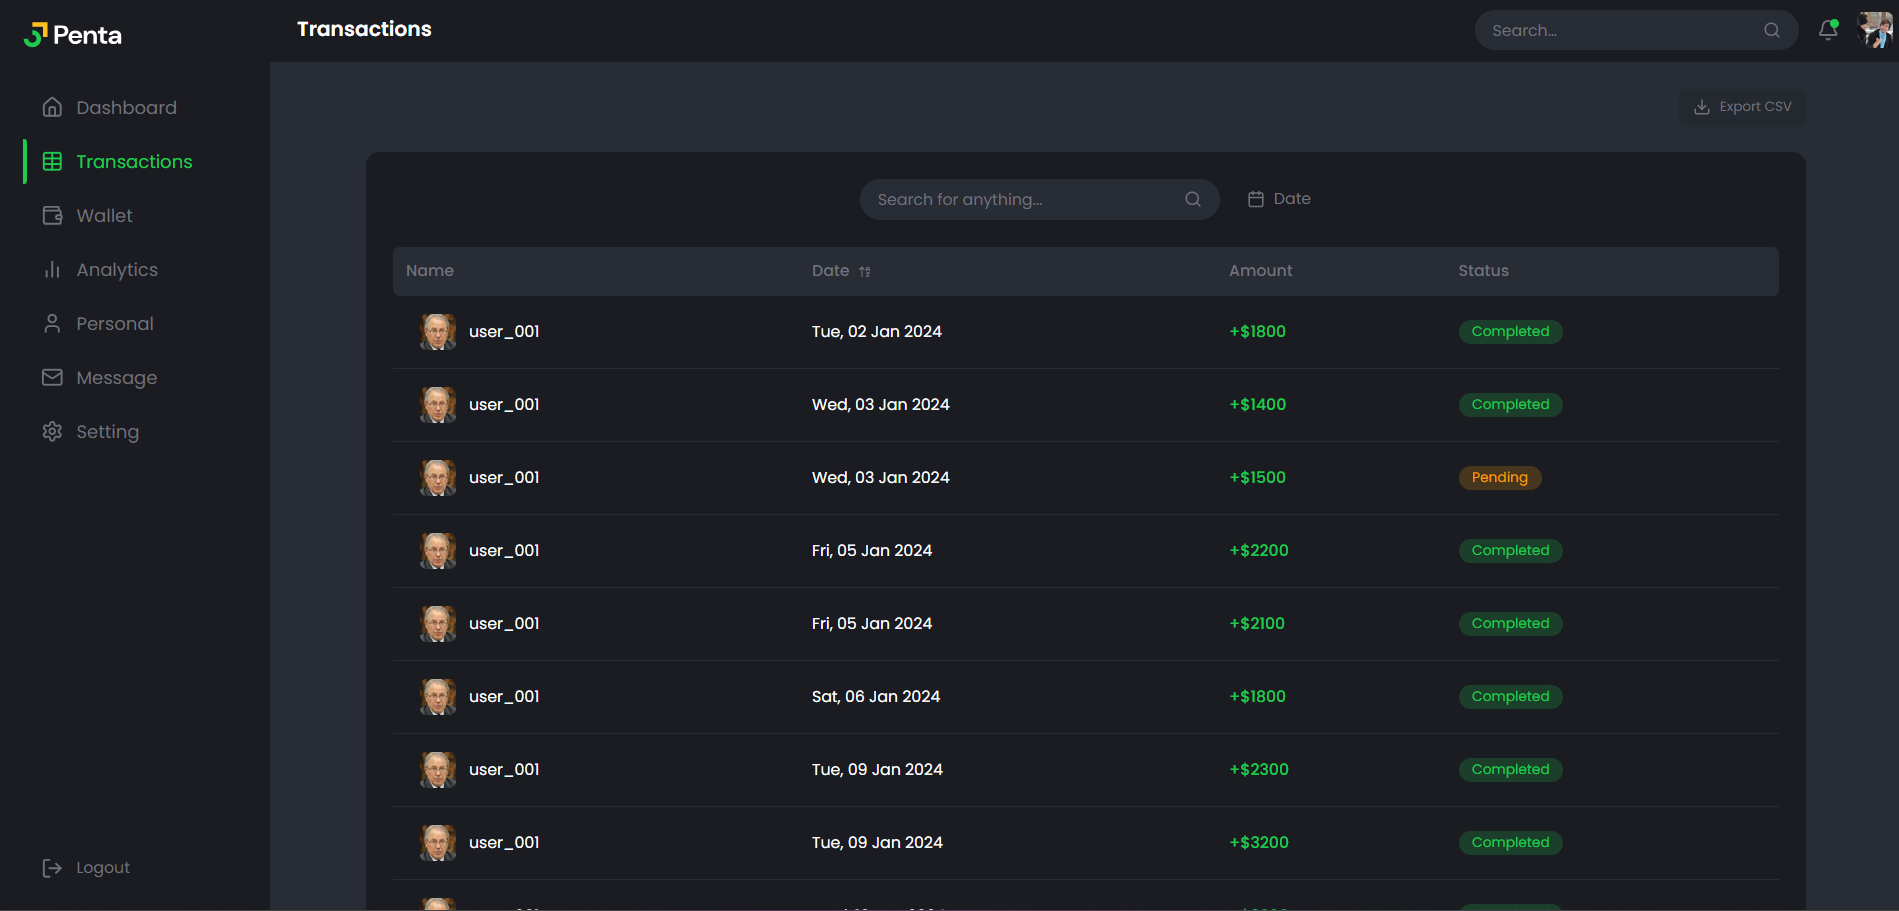 Penta
Transactions
Search...
Dashboard
Transactions
Wallet
Analytics
Personal
Message
Setting
Logout
Export CSV
Search for anything...
Date
Name Date Amount Status
user_001 Tue, 02 Jan 2024 +$1800 Completed
user_001 Wed, 03 Jan 2024 +$1400 Completed
user_001 Wed, 03 Jan 2024 +$1500 Pending
user_001 Fri, 05 Jan 2024 +$2200 Completed
user_001 Fri, 05 Jan 2024 +$2100 Completed
user_001 Sat, 06 Jan 2024 +$1800 Completed
user_001 Tue, 09 Jan 2024 +$2300 Completed
user_001 Tue, 09 Jan 2024 +$3200 Completed